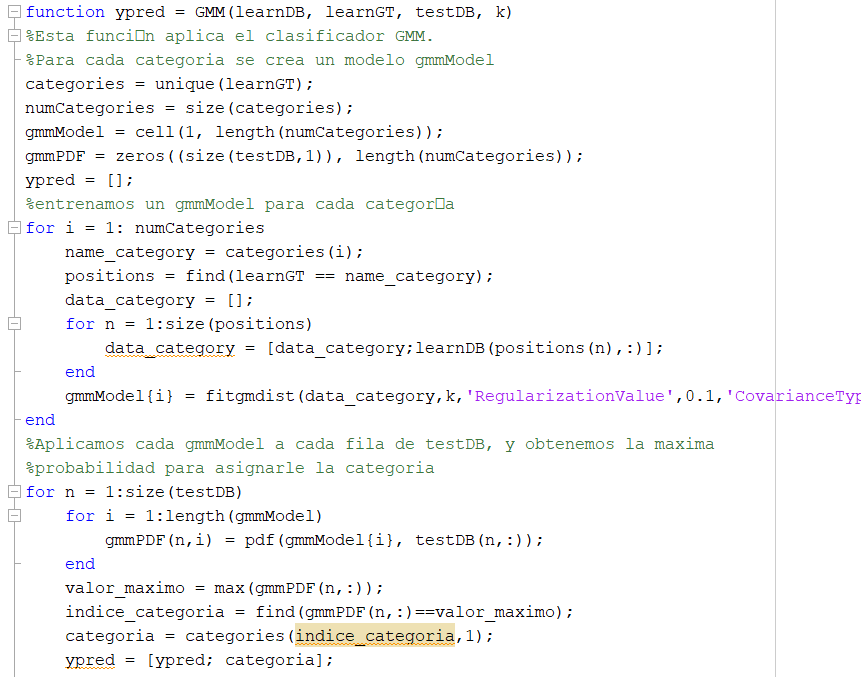 function ypred = GMM(learnDB, learnGT, testDB, k)
%Esta funci□n aplica el clasificador GMM.
%Para cada categoria se crea un modelo gmmModel
categories = unique(learnGT);
numCategories = size(categories);
gmmModel = cell(1, length(numCategories));
gmmPDF = zeros((size(testDB,1)), length(numCategories));
ypred = [];
%entrenamos un gmmModel para cada categor□a
for i = 1: numCategories
    name_category = categories(i);
    positions = find(learnGT == name_category);
    data_category = [];
    for n = 1:size(positions)
        data_category = [data_category;learnDB(positions(n),:)];
    end
    gmmModel{i} = fitgmdist(data_category,k,'RegularizationValue',0.1,'CovarianceTyp
end
%Aplicamos cada gmmModel a cada fila de testDB, y obtenemos la maxima
%probabilidad para asignarle la categoria
for n = 1:size(testDB)
    for i = 1:length(gmmModel)
        gmmPDF(n,i) = pdf(gmmModel{i}, testDB(n,:));
    end
    valor_maximo = max(gmmPDF(n,:));
    indice_categoria = find(gmmPDF(n,:)==valor_maximo);
    categoria = categories(indice_categoria,1);
    ypred = [ypred; categoria];